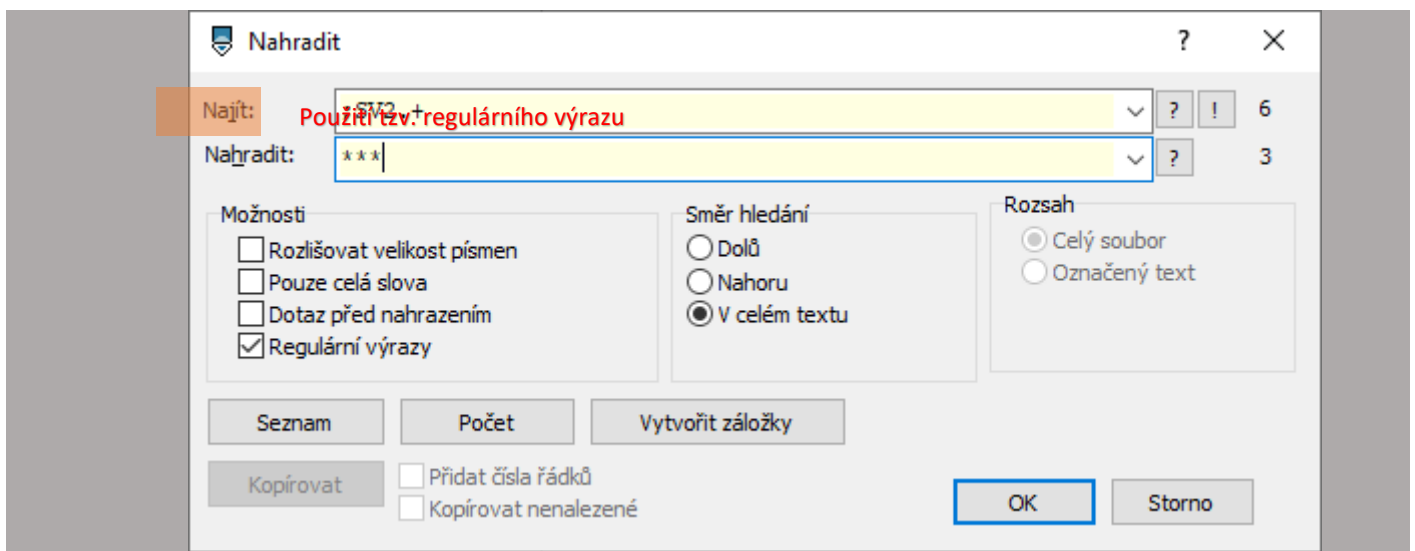 Nahradit ?
Najít: SV2.+ ? ! 6
Použití tzv. regulárního výrazu
Nahradit: *** ? 3
Možnosti
Rozlišovat velikost písmen
Pouze celá slova
Dotaz před nahrazením
Regulární výrazy
Směr hledání
Dolů
Nahoru
V celém textu
Rozsah
Celý soubor
Označený text
Seznam Počet Vytvořit záložky
Kopírovat
Přidat čísla řádků
Kopírovat nenalezené
OK Storno